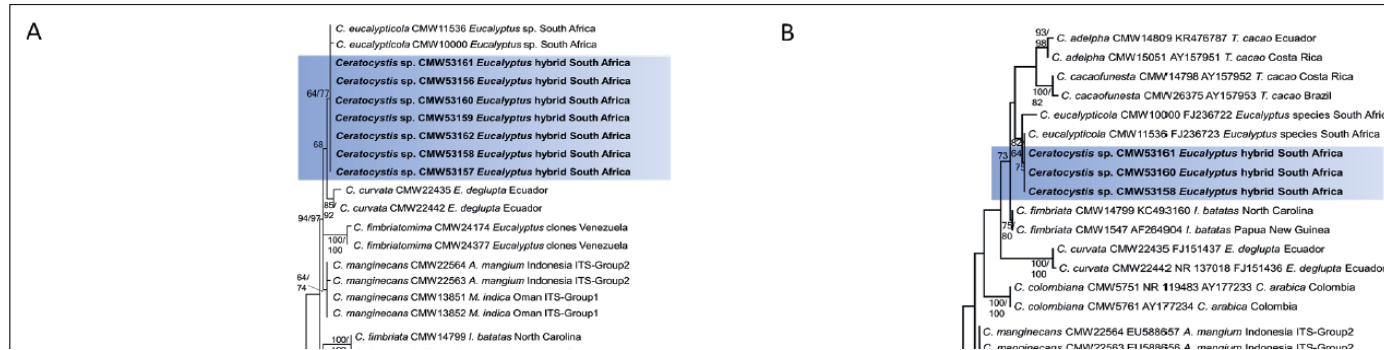 A
C. eucalypticola CMW11536 Eucalyptus sp. South Africa
C. eucalypticola CMW10000 Eucalyptus sp. South Africa
Ceratocystis sp. CMW53161 Eucalyptus hybrid South Africa
Ceratocystis sp. CMW53156 Eucalyptus hybrid South Africa
64/77
Ceratocystis sp. CMW53160 Eucalyptus hybrid South Africa
Ceratocystis sp. CMW53159 Eucalyptus hybrid South Africa
Ceratocystis sp. CMW53162 Eucalyptus hybrid South Africa
68
Ceratocystis sp. CMW53158 Eucalyptus hybrid South Africa
Ceratocystis sp. CMW53157 Eucalyptus hybrid South Africa
C. curvata CMW22435 E. deglupta Ecuador
85/
92
C. curvata CMW22442 E. deglupta Ecuador
94/97
C. fimbriatomima CMW24174 Eucalyptus clones Venezuela
100/
100
C. fimbriatomima CMW24377 Eucalyptus clones Venezuela
C. manginecans CMW22564 A. mangium Indonesia ITS-Group2
64/
74
C. manginecans CMW22563 A. mangium Indonesia ITS-Group2
C. manginecans CMW13851 M. indica Oman ITS-Group1
C. manginecans CMW13852 M. indica Oman ITS-Group1
100/
C. fimbriata CMW14799 I. batatas North Carolina
B
93/
98
C. adelpha CMW14809 KR476787 T. cacao Ecuador
C. adelpha CMW15051 AY157951 T. cacao Costa Rica
100/
82
C. cacaofunesta CMW14798 AY157952 T. cacao Costa Rica
C. cacaofunesta CMW26375 AY157953 T. cacao Brazil
C. eucalypticola CMW10000 FJ236722 Eucalyptus species South Afri
C. eucalypticola CMW11536 FJ236723 Eucalyptus species South Africa
82
73
64
75
Ceratocystis sp. CMW53161 Eucalyptus hybrid South Africa
Ceratocystis sp. CMW53160 Eucalyptus hybrid South Africa
Ceratocystis sp. CMW53158 Eucalyptus hybrid South Africa
C. fimbriata CMW14799 KC493160 I. batatas North Carolina
75/
80
C. fimbriata CMW1547 AF264904 I. batatas Papua New Guinea
C. curvata CMW22435 FJ151437 E. deglupta Ecuador
100/
100
C. curvata CMW22442 NR 137018 FJ151436 E. deglupta Ecuador
C. colombiana CMW5751 NR 119483 AY177233 C. arabica Colombia
100/
100
C. colombiana CMW5761 AY177234 C. arabica Colombia
C. manginecans CMW22564 EU588657 A. mangium Indonesia ITS-Group2
C. manginecans CMW22563 EU588656 A. mangium Indonesia ITS-Group2